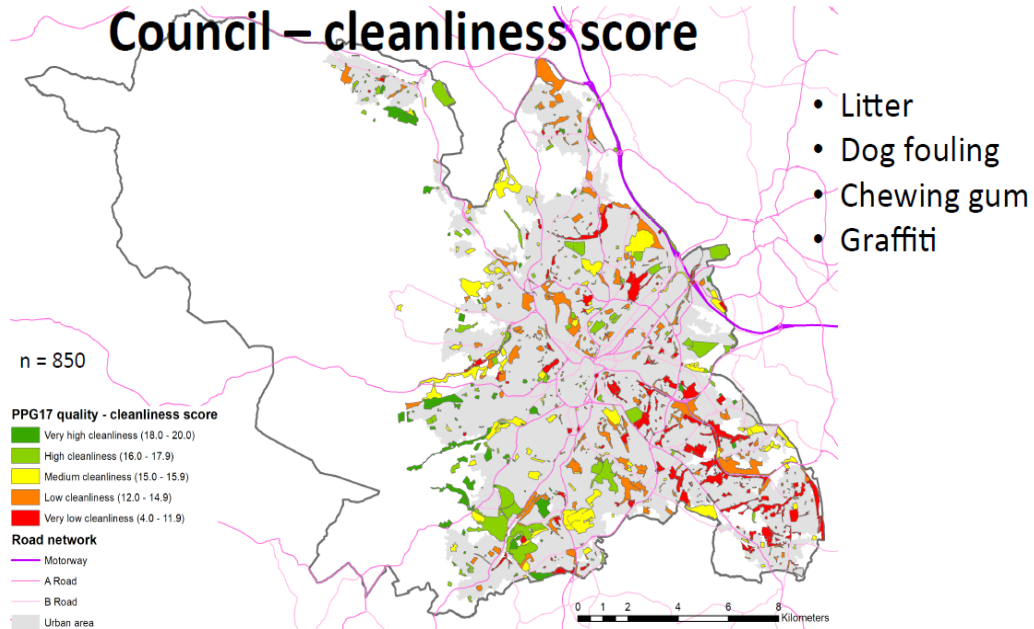 Council – cleanliness score
• Litter
• Dog fouling
• Chewing gum
• Graffiti
n = 850
PPG17 quality - cleanliness score
Very high cleanliness (18.0 - 20.0)
High cleanliness (16.0 - 17.9)
Medium cleanliness (15.0 - 15.9)
Low cleanliness (12.0 - 14.9)
Very low cleanliness (4.0 - 11.9)
Road network
Motorway
A Road
B Road
Urban area
0 1 2 4 6 8
Kilometers